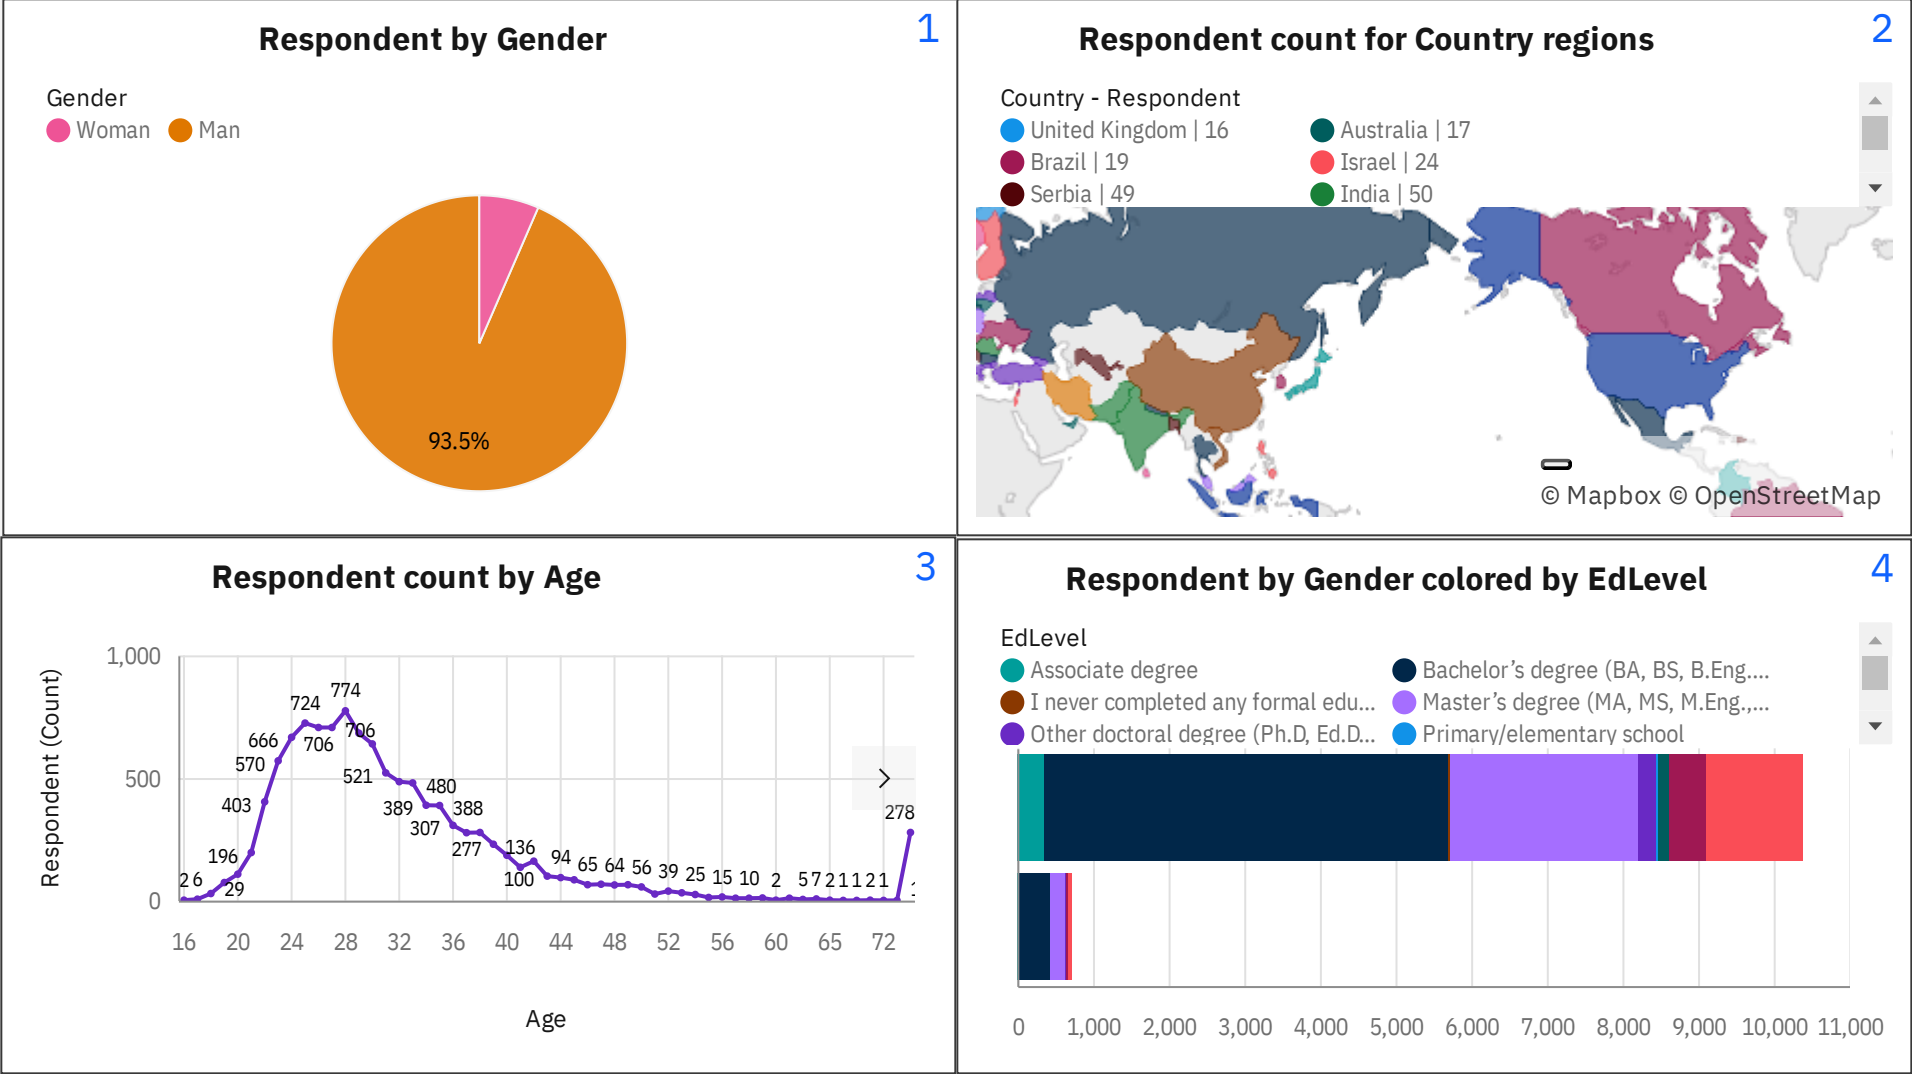 Respondent by Gender
1
Gender
Woman
Man
93.5%
Respondent count for Country regions
2
Country - Respondent
United Kingdom | 16
Australia | 17
Brazil | 19
Israel | 24
Serbia | 49
India | 50
© Mapbox © OpenStreetMap
Respondent count by Age
3
Respondent (Count)
1,000
500
0
2 6 29 196 403 570 666 724 706 774 706 521 389 480 307 388 277 136 100 94 65 64 56 39 25 15 10 2 5 7 2 1 1 2 1 278
16 20 24 28 32 36 40 44 48 52 56 60 65 72
Age
Respondent by Gender colored by EdLevel
4
EdLevel
Associate degree
Bachelor’s degree (BA, BS, B.Eng....
I never completed any formal edu...
Master’s degree (MA, MS, M.Eng.,...
Other doctoral degree (Ph.D, Ed.D...
Primary/elementary school
0 1,000 2,000 3,000 4,000 5,000 6,000 7,000 8,000 9,000 10,000 11,000